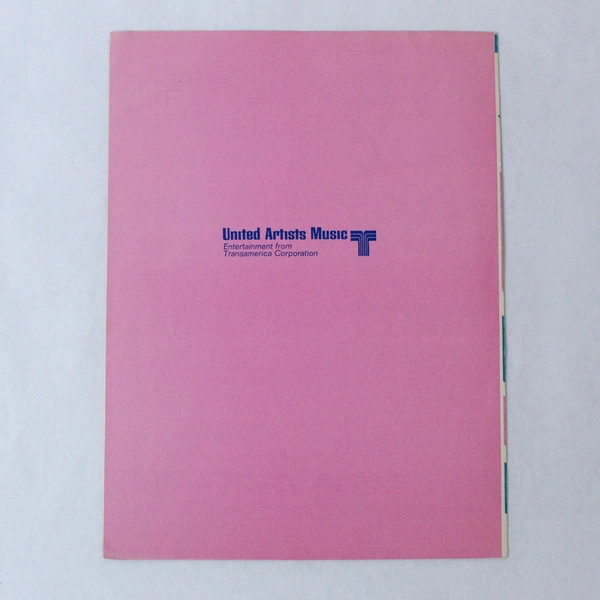 United Artists Music
Entertainment from
Transamerica Corporation